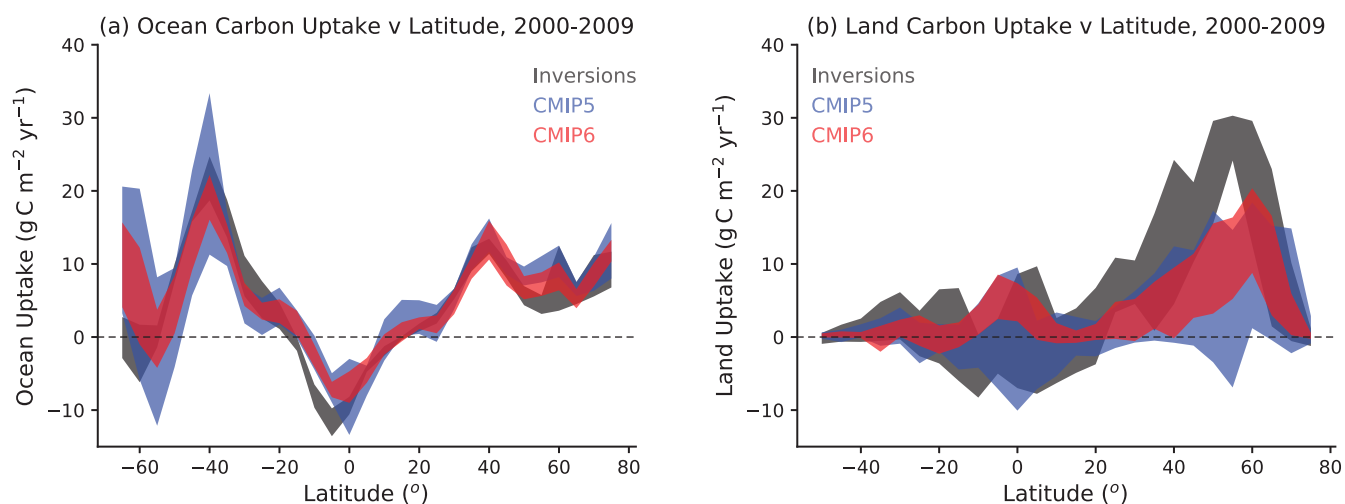 (a) Ocean Carbon Uptake v Latitude, 2000-2009
40
30
20
10
0
−10
Ocean Uptake (g C m⁻² yr⁻¹)
Inversions
CMIP5
CMIP6
−60 −40 −20 0 20 40 60 80
Latitude (°)
(b) Land Carbon Uptake v Latitude, 2000-2009
40
30
20
10
0
−10
Land Uptake (g C m⁻² yr⁻¹)
Inversions
CMIP5
CMIP6
−40 −20 0 20 40 60 80
Latitude (°)